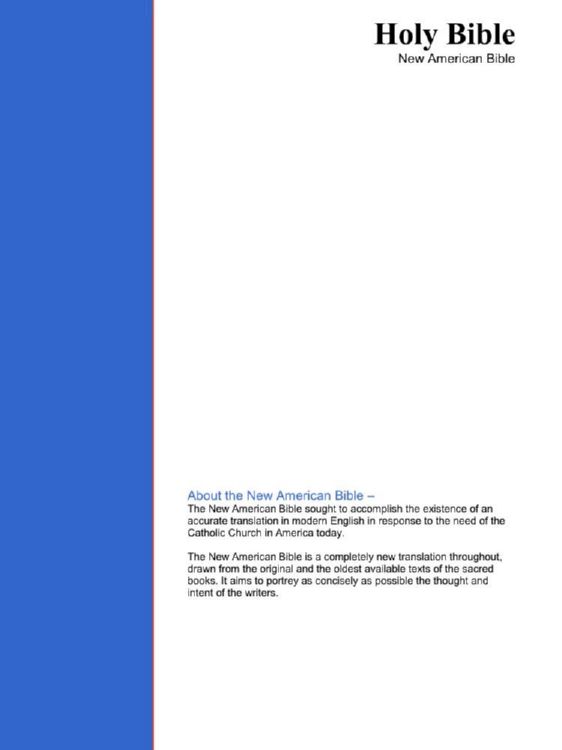 Holy Bible
New American Bible
About the New American Bible –
The New American Bible sought to accomplish the existence of an
accurate translation in modern English in response to the need of the
Catholic Church in America today.
The New American Bible is a completely new translation throughout,
drawn from the original and the oldest available texts of the sacred
books. It aims to portrey as concisely as possible the thought and
intent of the writers.